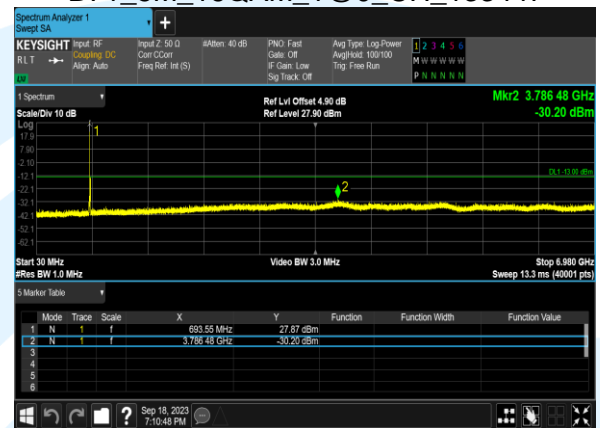 Spectrum Analyzer 1
Swept SA
KEYSIGHT
RLT
Input: RF
Coupling: DC
Align: Auto
Input Z: 50 Ω
Corr CCorr
Freq Ref: Int (S)
#Atten: 40 dB
PNO: Fast
Gate: Off
IF Gain: Low
Sig Track: Off
Avg Type: Log-Power
Avg|Hold: 100/100
Trig: Free Run
1 2 3 4 5 6
M W W W W W
P N N N N N
1 Spectrum
Scale/Div 10 dB
Ref Lvl Offset 4.90 dB
Ref Level 27.90 dBm
Mkr2 3.786 48 GHz
-30.20 dBm
Log
17.9
7.90
-2.10
-12.1
-22.1
-32.1
-42.1
-52.1
-62.1
1
2
DL1 -13.90 dBm
Start 30 MHz
#Res BW 1.0 MHz
Video BW 3.0 MHz
Stop 6.980 GHz
Sweep 13.3 ms (40001 pts)
5 Marker Table
Mode Trace Scale X Y Function Function Width Function Value
1 N 1 f 693.55 MHz 27.87 dBm
2 N 1 f 3.786 48 GHz -30.20 dBm
3
4
5
6
?
Sep 18, 2023
7:10:48 PM